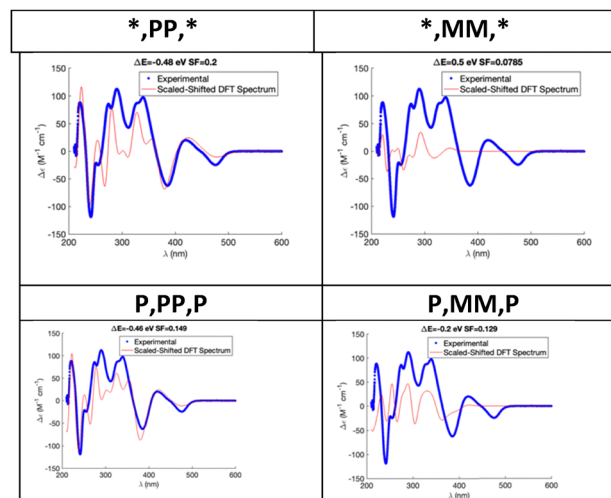 *,PP,*
*,MM,*
ΔE=-0.48 eV SF=0.2
Experimental
Scaled-Shifted DFT Spectrum
150
100
50
0
-50
-100
-150
Δϵ (M⁻¹ cm⁻¹)
200
300
400
500
600
λ (nm)
ΔE=0.5 eV SF=0.0785
Experimental
Scaled-Shifted DFT Spectrum
150
100
50
0
-50
-100
-150
Δϵ (M⁻¹ cm⁻¹)
200
300
400
500
600
λ (nm)
P,PP,P
P,MM,P
ΔE=-0.46 eV SF=0.149
Experimental
Scaled-Shifted DFT Spectrum
150
100
50
0
-50
-100
-150
Δϵ (M⁻¹ cm⁻¹)
200
300
400
500
600
λ (nm)
ΔE=-0.2 eV SF=0.129
Experimental
Scaled-Shifted DFT Spectrum
150
100
50
0
-50
-100
-150
Δϵ (M⁻¹ cm⁻¹)
200
300
400
500
600
λ (nm)